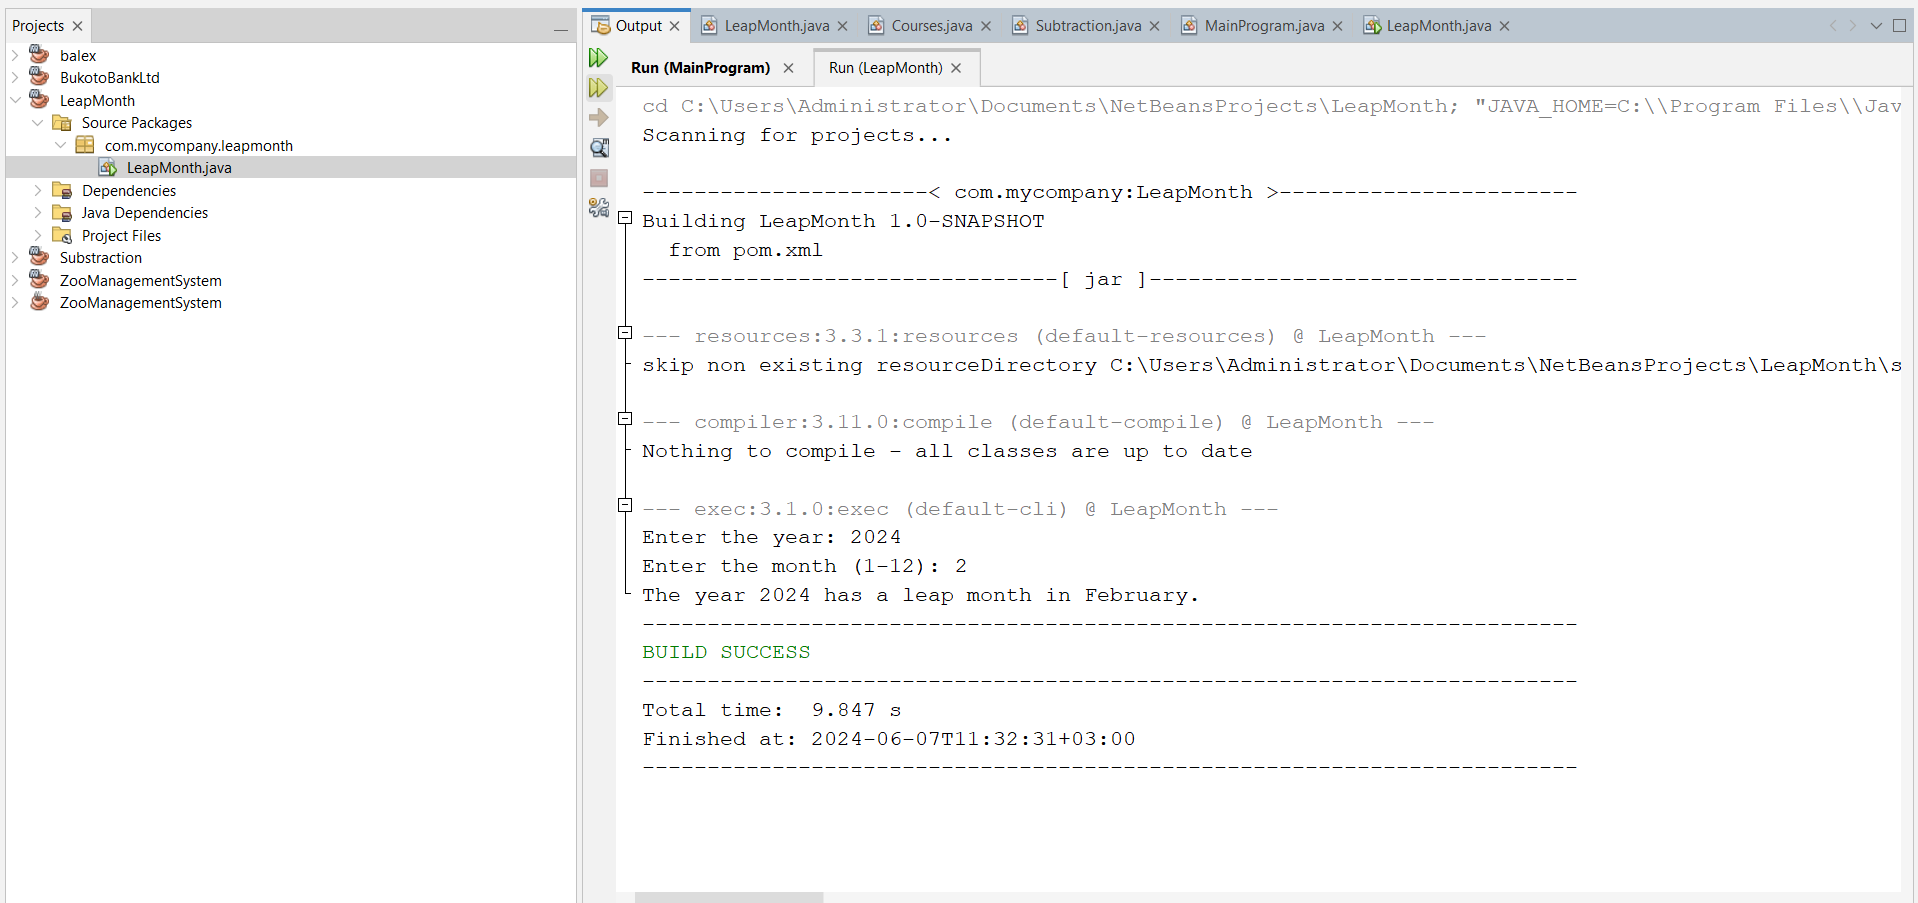 Projects
balex
BukotoBankLtd
LeapMonth
Source Packages
com.mycompany.leapmonth
LeapMonth.java
Dependencies
Java Dependencies
Project Files
Substraction
ZooManagementSystem
ZooManagementSystem
Output LeapMonth.java Courses.java Subtraction.java MainProgram.java LeapMonth.java
Run (MainProgram) Run (LeapMonth)
cd C:\Users\Administrator\Documents\NetBeansProjects\LeapMonth; "JAVA_HOME=C:\\Program Files\\Jav
Scanning for projects...
----------------------< com.mycompany:LeapMonth >-----------------------
Building LeapMonth 1.0-SNAPSHOT
from pom.xml
--------------------------------[ jar ]---------------------------------
--- resources:3.3.1:resources (default-resources) @ LeapMonth ---
skip non existing resourceDirectory C:\Users\Administrator\Documents\NetBeansProjects\LeapMonth\s
--- compiler:3.11.0:compile (default-compile) @ LeapMonth ---
Nothing to compile - all classes are up to date
--- exec:3.1.0:exec (default-cli) @ LeapMonth ---
Enter the year: 2024
Enter the month (1-12): 2
The year 2024 has a leap month in February.
------------------------------------------------------------------------
BUILD SUCCESS
------------------------------------------------------------------------
Total time:  9.847 s
Finished at: 2024-06-07T11:32:31+03:00
------------------------------------------------------------------------